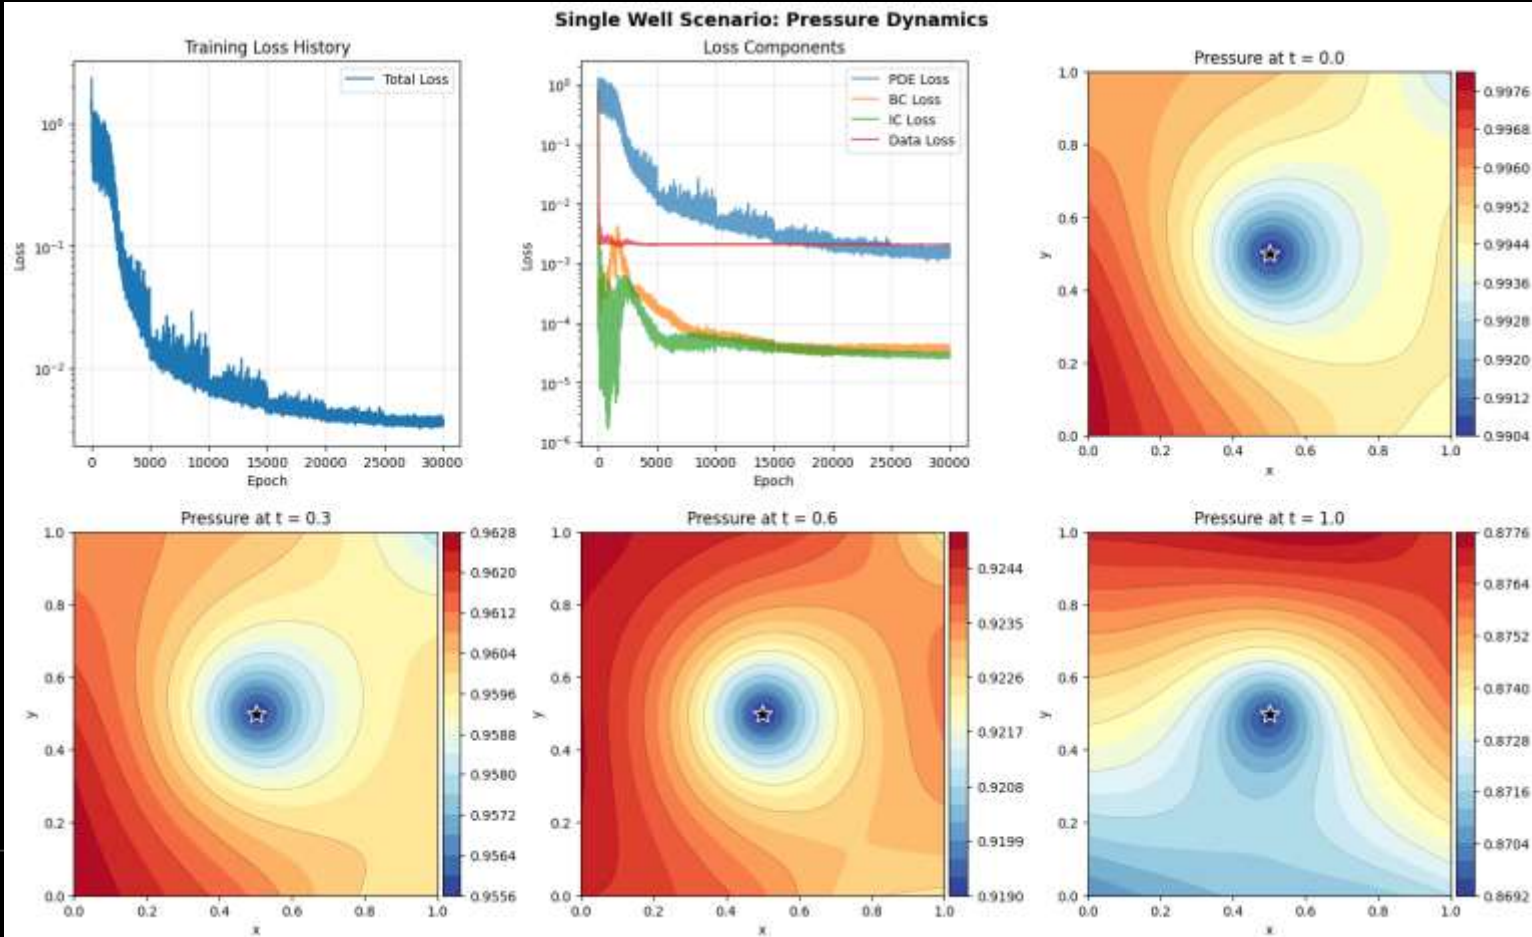 Single Well Scenario: Pressure Dynamics
Training Loss History
Total Loss
10⁰
10⁻¹
10⁻²
Loss
0 5000 10000 15000 20000 25000 30000
Epoch
Loss Components
PDE Loss
BC Loss
IC Loss
Data Loss
10⁰
10⁻¹
10⁻²
10⁻³
10⁻⁴
10⁻⁵
10⁻⁶
Loss
0 5000 10000 15000 20000 25000 30000
Epoch
Pressure at t = 0.0
1.0
0.8
0.6
0.4
0.2
0.0
y
0.0 0.2 0.4 0.6 0.8 1.0
x
0.9976
0.9968
0.9960
0.9952
0.9944
0.9936
0.9928
0.9920
0.9912
0.9904
Pressure at t = 0.3
1.0
0.8
0.6
0.4
0.2
0.0
y
0.0 0.2 0.4 0.6 0.8 1.0
x
0.9628
0.9620
0.9612
0.9604
0.9596
0.9588
0.9580
0.9572
0.9564
0.9556
Pressure at t = 0.6
1.0
0.8
0.6
0.4
0.2
0.0
y
0.0 0.2 0.4 0.6 0.8 1.0
x
0.9244
0.9235
0.9226
0.9217
0.9208
0.9199
0.9190
Pressure at t = 1.0
1.0
0.8
0.6
0.4
0.2
0.0
y
0.0 0.2 0.4 0.6 0.8 1.0
x
0.8776
0.8764
0.8752
0.8740
0.8728
0.8716
0.8704
0.8692